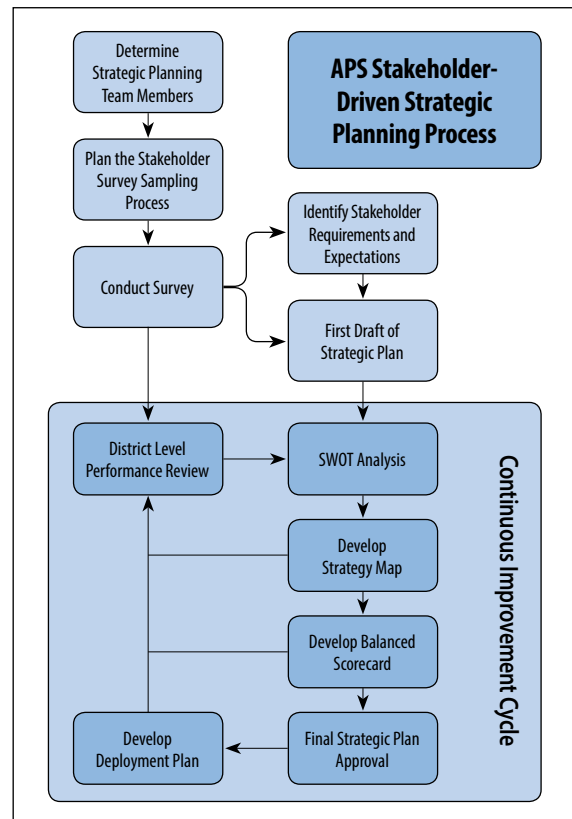 APS Stakeholder-
Driven Strategic
Planning Process
Determine
Strategic Planning
Team Members
Plan the Stakeholder
Survey Sampling
Process
Conduct Survey
Identify Stakeholder
Requirements and
Expectations
First Draft of
Strategic Plan
District Level
Performance Review
SWOT Analysis
Develop
Strategy Map
Develop Balanced
Scorecard
Final Strategic Plan
Approval
Develop
Deployment Plan
Continuous Improvement Cycle